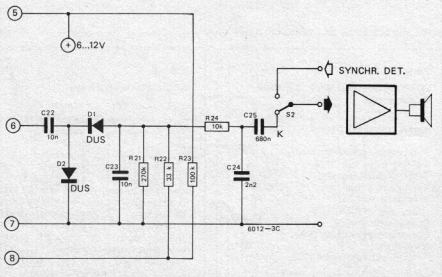 5
6...12V
SYNCHR. DET.
R24
C25
C22
D1
10k
S2
6
10n
DUS
680n
K
D2
R21
R22
R23
C23
270k
33 k
100 k
C24
DUS
10n
2n2
7
6012-3C
8